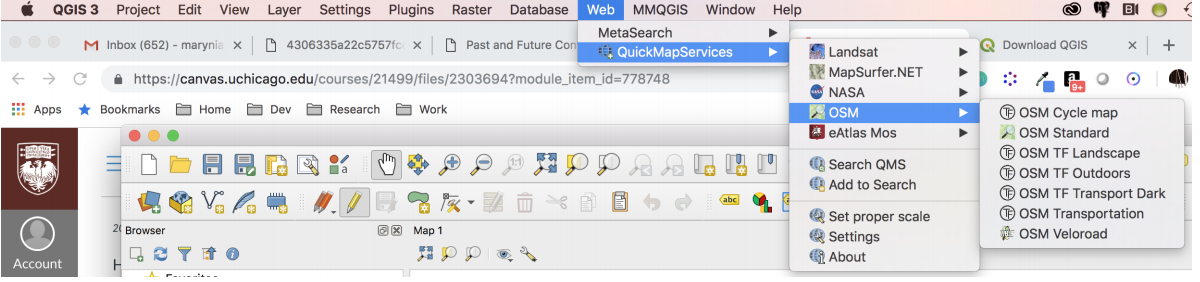 QGIS 3 Project Edit View Layer Settings Plugins Raster Database Web MMQGIS Window Help
MetaSearch
QuickMapServices
Inbox (652) - marynia
4306335a22c5757f
Past and Future Con
Download QGIS
https://canvas.uchicago.edu/courses/21499/files/2303694?module_item_id=778748
9+
Apps Bookmarks Home Dev Research Work
Landsat
MapSurfer.NET
NASA
OSM
eAtlas Mos
Search QMS
Add to Search
Set proper scale
Settings
About
OSM Cycle map
OSM Standard
OSM TF Landscape
OSM TF Outdoors
OSM TF Transport Dark
OSM Transportation
OSM Veloroad
abc
Browser
Map 1
Account